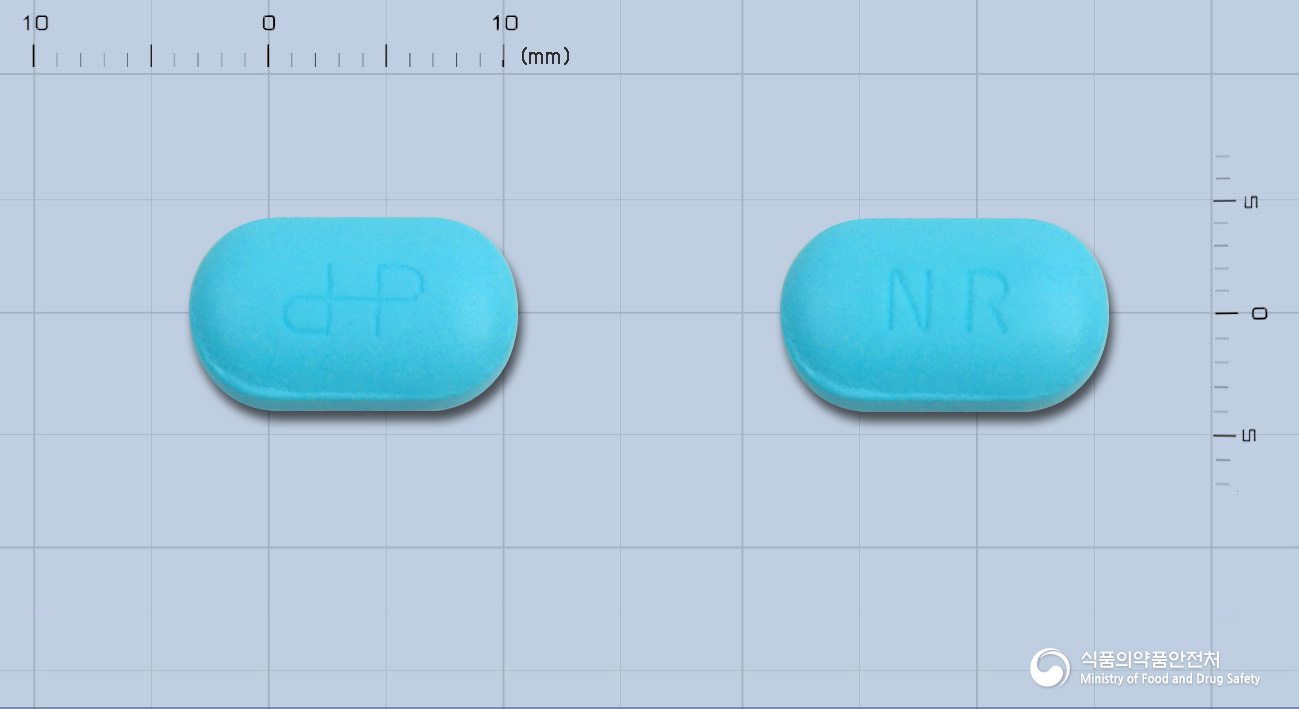 10 0 10
(mm)
dHP
NR
5
0
5
식품의약품안전처
Ministry of Food and Drug Safety